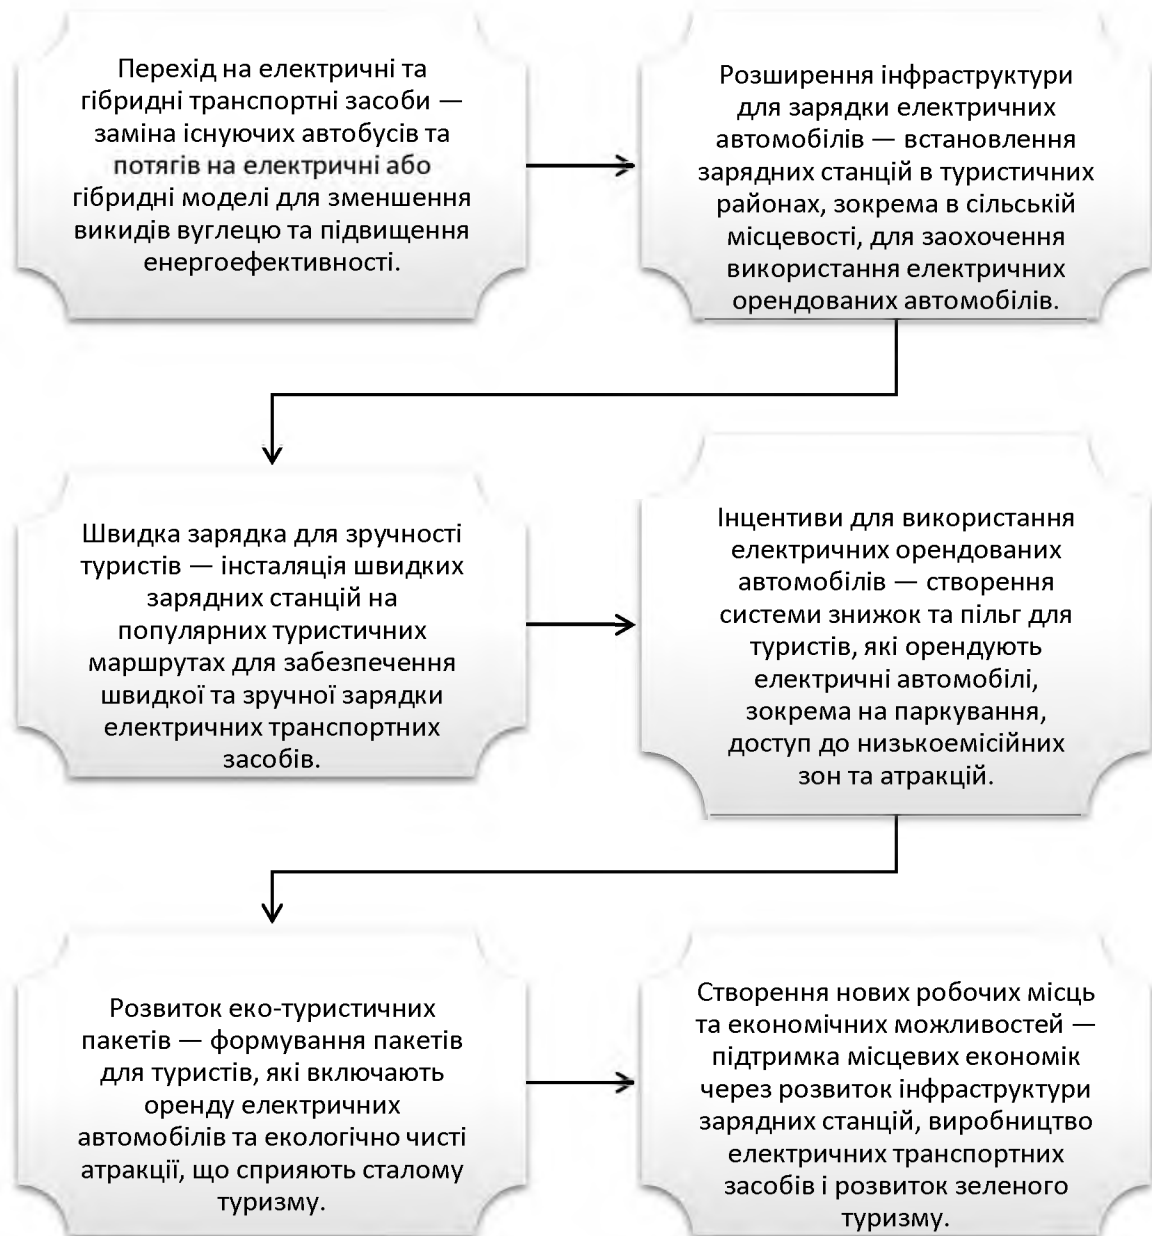 Перехід на електричні та
гібридні транспортні засоби —
заміна існуючих автобусів та
потягів на електричні або
гібридні моделі для зменшення
викидів вуглецю та підвищення
енергоефективності.
Розширення інфраструктури
для зарядки електричних
автомобілів — встановлення
зарядних станцій в туристичних
районах, зокрема в сільській
місцевості, для заохочення
використання електричних
орендованих автомобілів.
Швидка зарядка для зручності
туристів — інсталяція швидких
зарядних станцій на
популярних туристичних
маршрутах для забезпечення
швидкої та зручної зарядки
електричних транспортних
засобів.
Інцентиви для використання
електричних орендованих
автомобілів — створення
системи знижок та пільг для
туристів, які орендують
електричні автомобілі,
зокрема на паркування,
доступ до низькоемісійних
зон та атракцій.
Розвиток еко-туристичних
пакетів — формування пакетів
для туристів, які включають
оренду електричних
автомобілів та екологічно чисті
атракції, що сприяють сталому
туризму.
Створення нових робочих місць
та економічних можливостей —
підтримка місцевих економік
через розвиток інфраструктури
зарядних станцій, виробництво
електричних транспортних
засобів і розвиток зеленого
туризму.